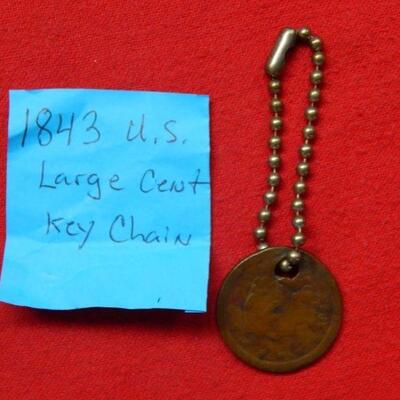 1843 U.S.
Large Cent
Key Chain